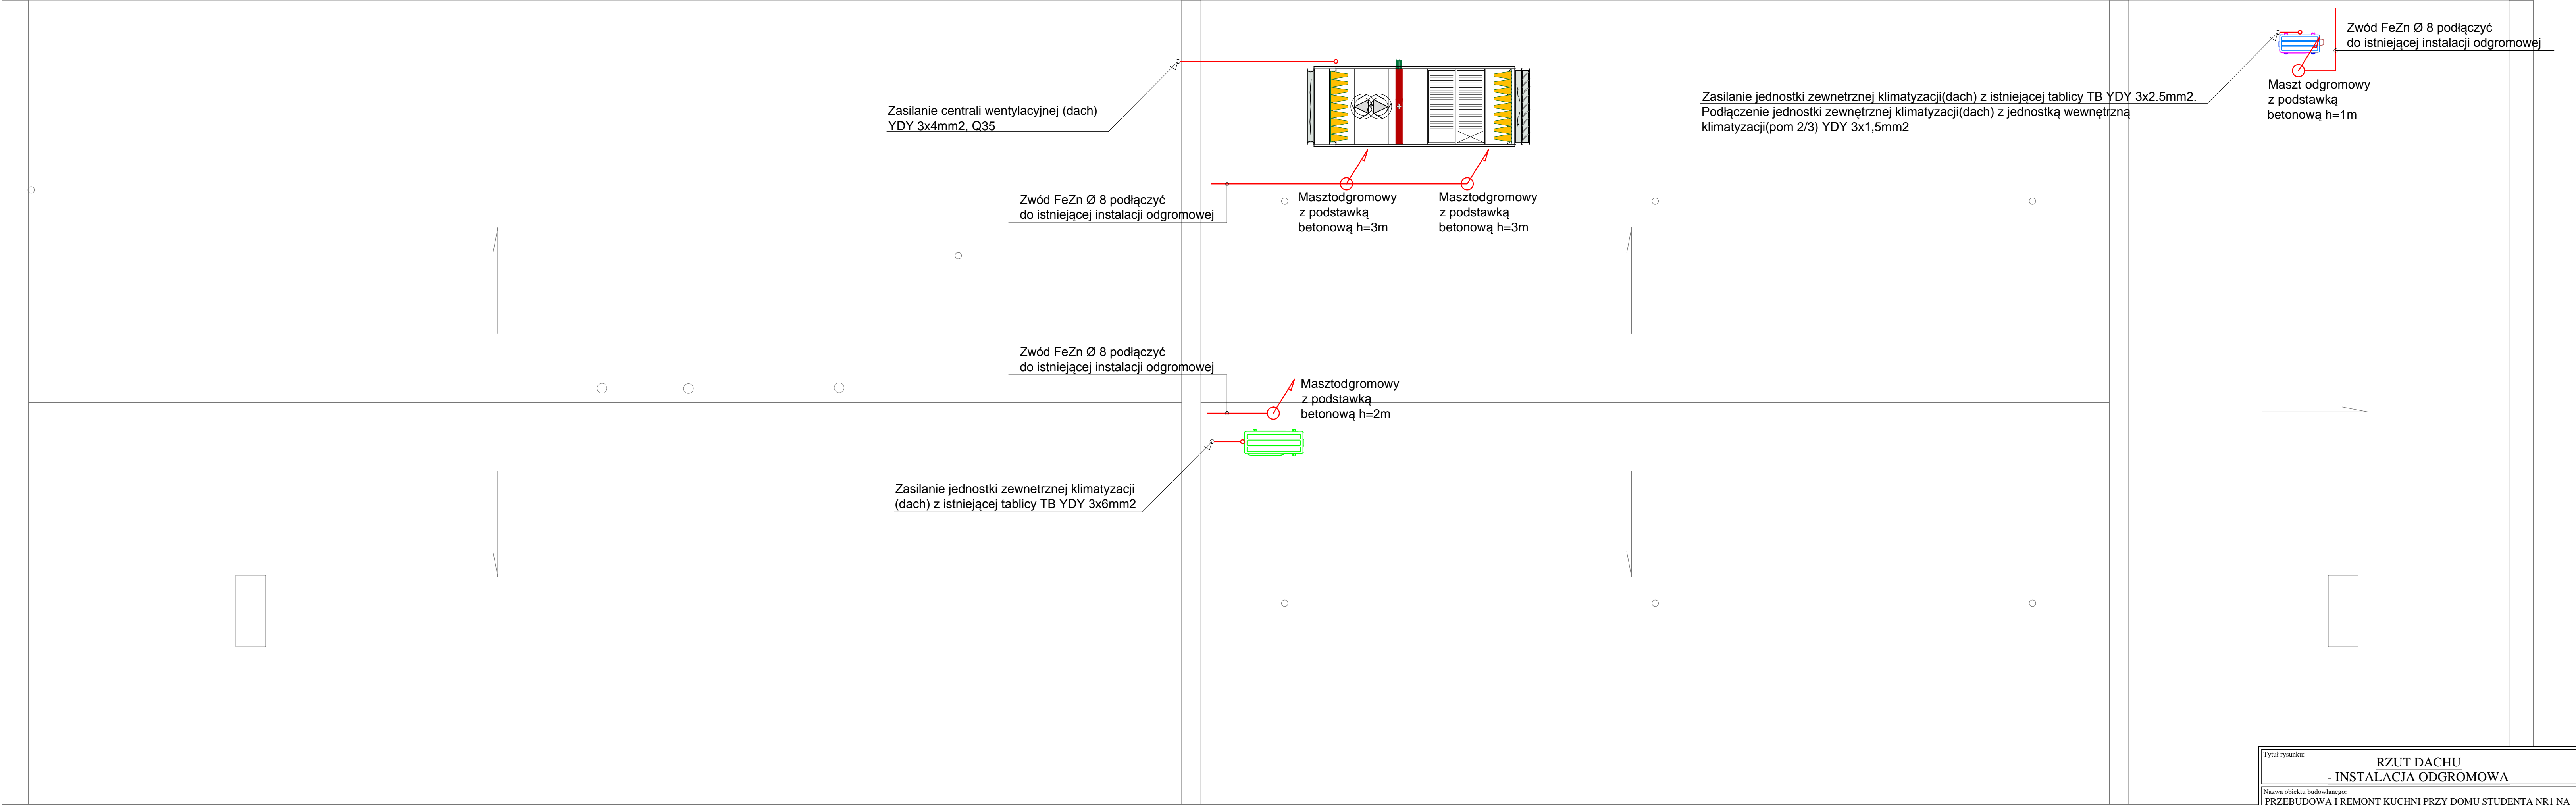 Zwód FeZn Ø 8 podłączyć
do istniejącej instalacji odgromowej
Maszt odgromowy
z podstawką
betonową h=1m
Zasilanie centrali wentylacyjnej (dach)
YDY 3x4mm2, Q35
Zasilanie jednostki zewnetrznej klimatyzacji(dach) z istniejącej tablicy TB YDY 3x2.5mm2.
Podłączenie jednostki zewnętrznej klimatyzacji(dach) z jednostką wewnętrzną
klimatyzacji(pom 2/3) YDY 3x1,5mm2
Zwód FeZn Ø 8 podłączyć
do istniejącej instalacji odgromowej
Masztodgromowy
z podstawką
betonową h=3m
Masztodgromowy
z podstawką
betonową h=3m
Zwód FeZn Ø 8 podłączyć
do istniejącej instalacji odgromowej
Masztodgromowy
z podstawką
betonową h=2m
Zasilanie jednostki zewnetrznej klimatyzacji
(dach) z istniejącej tablicy TB YDY 3x6mm2
Tytuł rysunku:
RZUT DACHU
- INSTALACJA ODGROMOWA
Nazwa obiektu budowlanego:
PRZEBUDOWA I REMONT KUCHNI PRZY DOMU STUDENTA NR1 NA